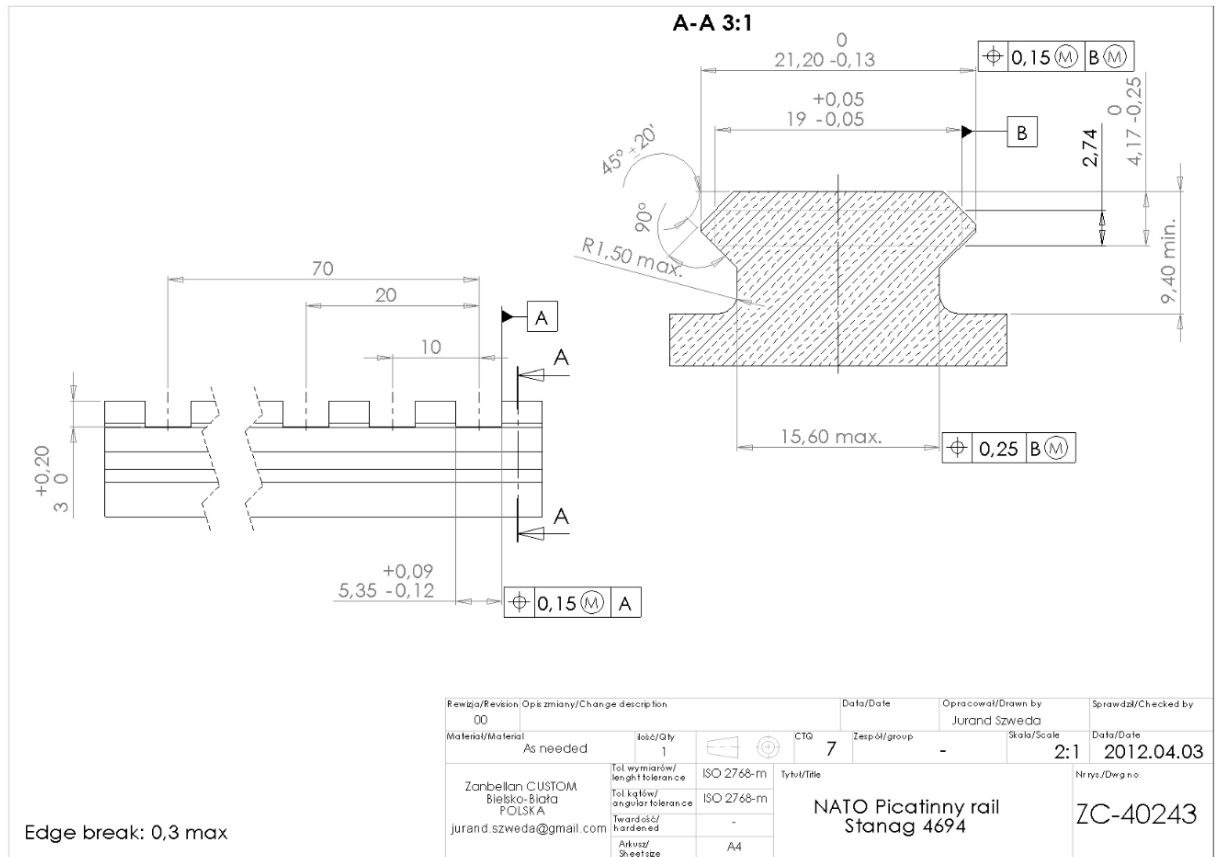 A-A 3:1
0
21,20 -0,13
0,15 M B M
+0,05
19 -0,05
B
0
4,17 -0,25
2,74
45° ±20'
90°
R1,50 max.
9,40 min.
70
20
A
10
A
+0,20
3 0
15,60 max.
0,25 B M
A
+0,09
5,35 -0,12
0,15 M A
Rewizja/Revision Opis zmiany/Change description Data/Date Opracował/Drawn by Sprawdził/Checked by
00 Jurand Szweda
Materiał/Material Ilość/Qty CTQ Zespół/group Skala/Scale Data/Date
As needed 1 7 - 2:1 2012.04.03
Zanbellan CUSTOM
Bielsko-Biała
POLSKA
jurand.szweda@gmail.com
Tol. wymiarów/
lenght tolerance ISO 2768-m
Tol. kątów/
angular tolerance ISO 2768-m
Twardość/
hardened -
Arkusz/
Sheet size A4
Tytuł/Title
NATO Picatinny rail
Stanag 4694
Nr rys./Dwg no
ZC-40243
Edge break: 0,3 max